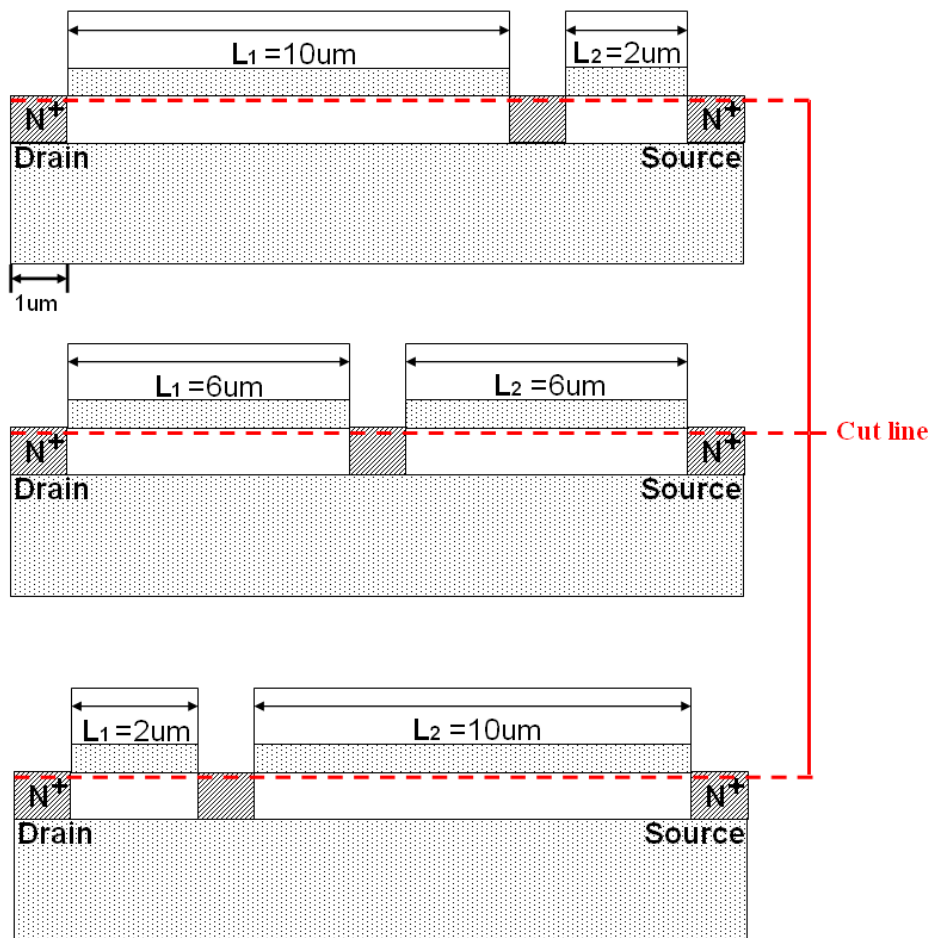 L1 =10um L2 =2um
N+ N+
Drain Source
1um
L1 =6um L2 =6um
N+ N+
Cut line
Drain Source
L1 =2um L2 =10um
N+ N+
Drain Source